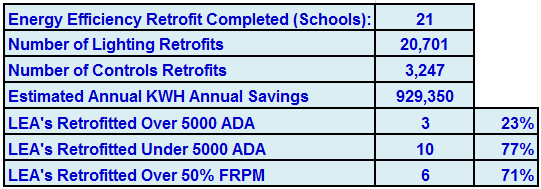 Energy Efficiency Retrofit Completed (Schools): 21
Number of Lighting Retrofits 20,701
Number of Controls Retrofits 3,247
Estimated Annual KWH Annual Savings 929,350
LEA's Retrofitted Over 5000 ADA 3 23%
LEA's Retrofitted Under 5000 ADA 10 77%
LEA's Retrofitted Over 50% FRPM 6 71%